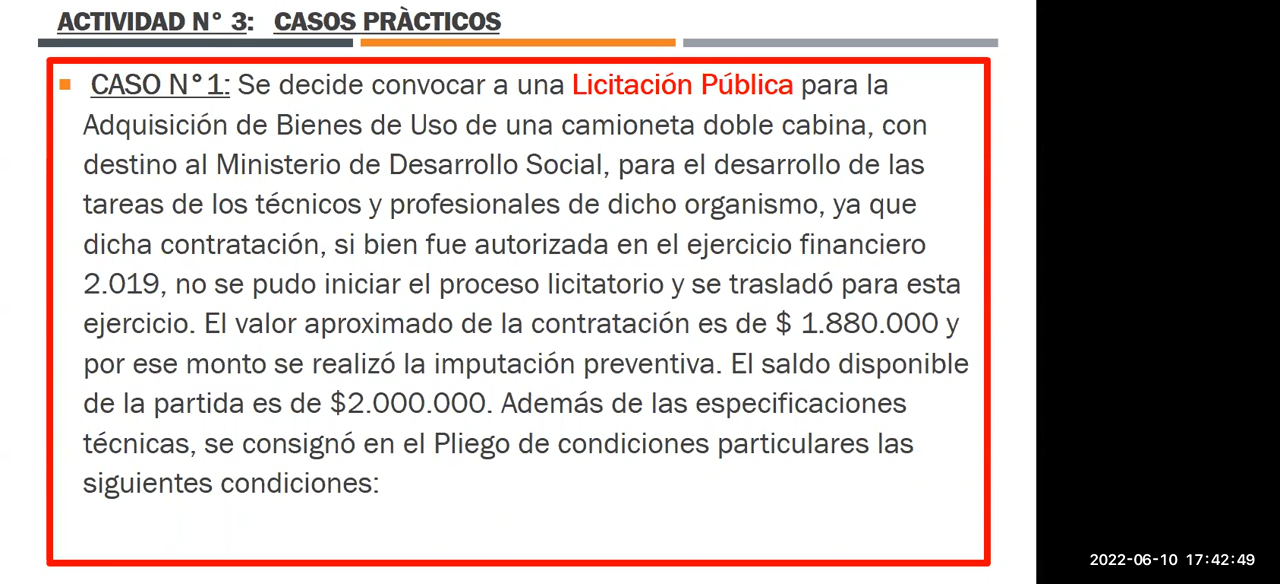 ACTIVIDAD N° 3: CASOS PRÀCTICOS
CASO N°1: Se decide convocar a una Licitación Pública para la
Adquisición de Bienes de Uso de una camioneta doble cabina, con
destino al Ministerio de Desarrollo Social, para el desarrollo de las
tareas de los técnicos y profesionales de dicho organismo, ya que
dicha contratación, si bien fue autorizada en el ejercicio financiero
2.019, no se pudo iniciar el proceso licitatorio y se trasladó para esta
ejercicio. El valor aproximado de la contratación es de $ 1.880.000 y
por ese monto se realizó la imputación preventiva. El saldo disponible
de la partida es de $2.000.000. Además de las especificaciones
técnicas, se consignó en el Pliego de condiciones particulares las
siguientes condiciones:
2022-06-10 17:42:49